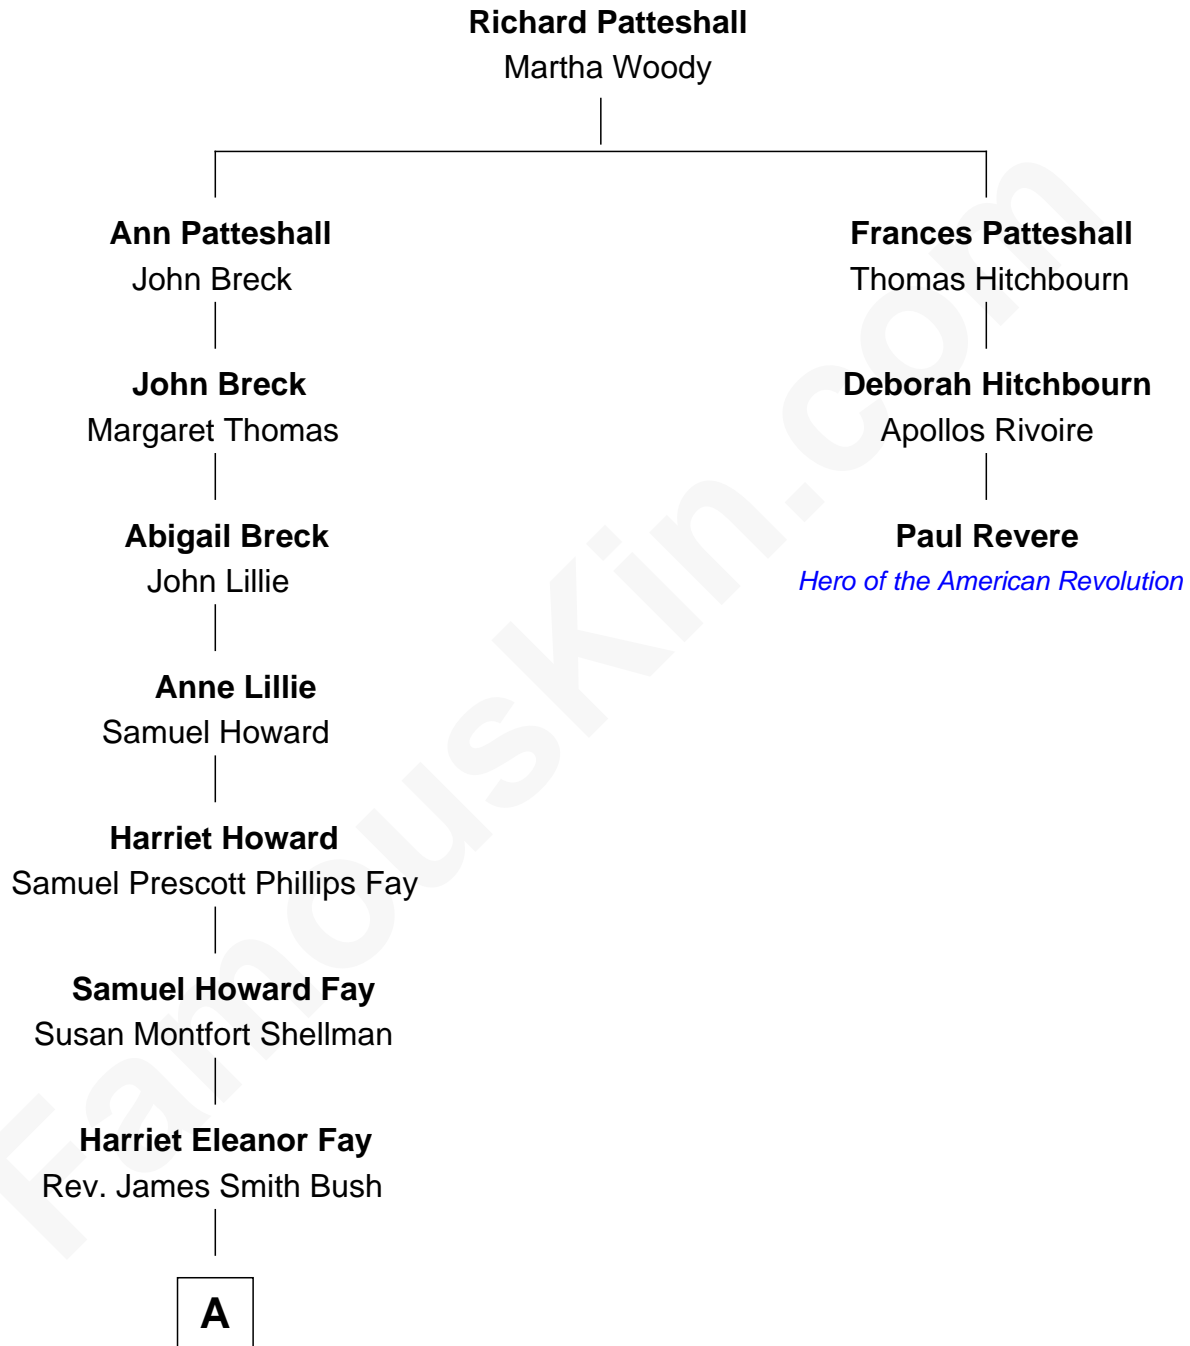 Richard Patteshall
Martha Woody
Ann Patteshall
John Breck
Frances Patteshall
Thomas Hitchbourn
John Breck
Margaret Thomas
Deborah Hitchbourn
Apollos Rivoire
Abigail Breck
John Lillie
Paul Revere
Hero of the American Revolution
Anne Lillie
Samuel Howard
Harriet Howard
Samuel Prescott Phillips Fay
Samuel Howard Fay
Susan Montfort Shellman
Harriet Eleanor Fay
Rev. James Smith Bush
A
FamousKin.com